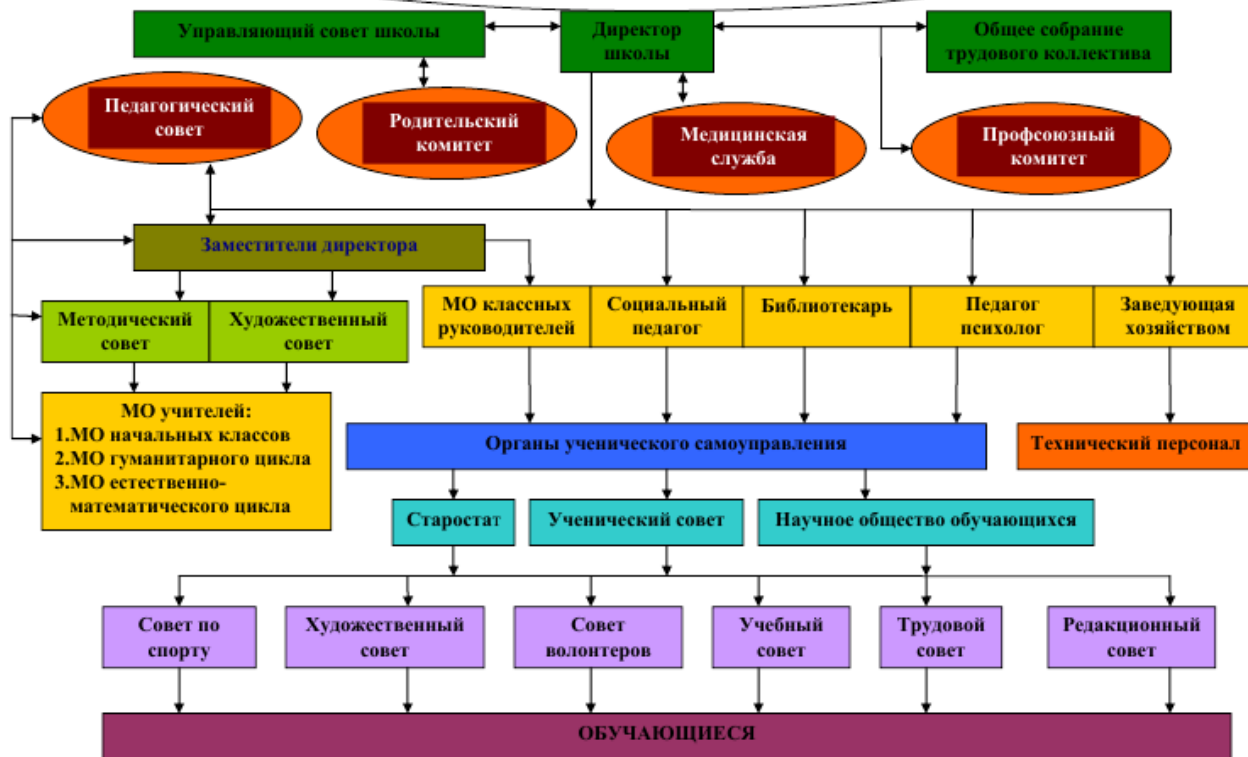 Управляющий совет школы
Директор
школы
Общее собрание
трудового коллектива
Педагогический
совет
Родительский
комитет
Медицинская
служба
Профсоюзный
комитет
Заместители директора
Методический
совет
Художественный
совет
МО классных
руководителей
Социальный
педагог
Библиотекарь
Педагог
психолог
Заведующая
хозяйством
МО учителей:
1.МО начальных классов
2.МО гуманитарного цикла
3.МО естественно-
математического цикла
Органы ученического самоуправления
Технический персонал
Старостат
Ученический совет
Научное общество обучающихся
Совет по
спорту
Художественный
совет
Совет
волонтеров
Учебный
совет
Трудовой
совет
Редакционный
совет
ОБУЧАЮЩИЕСЯ